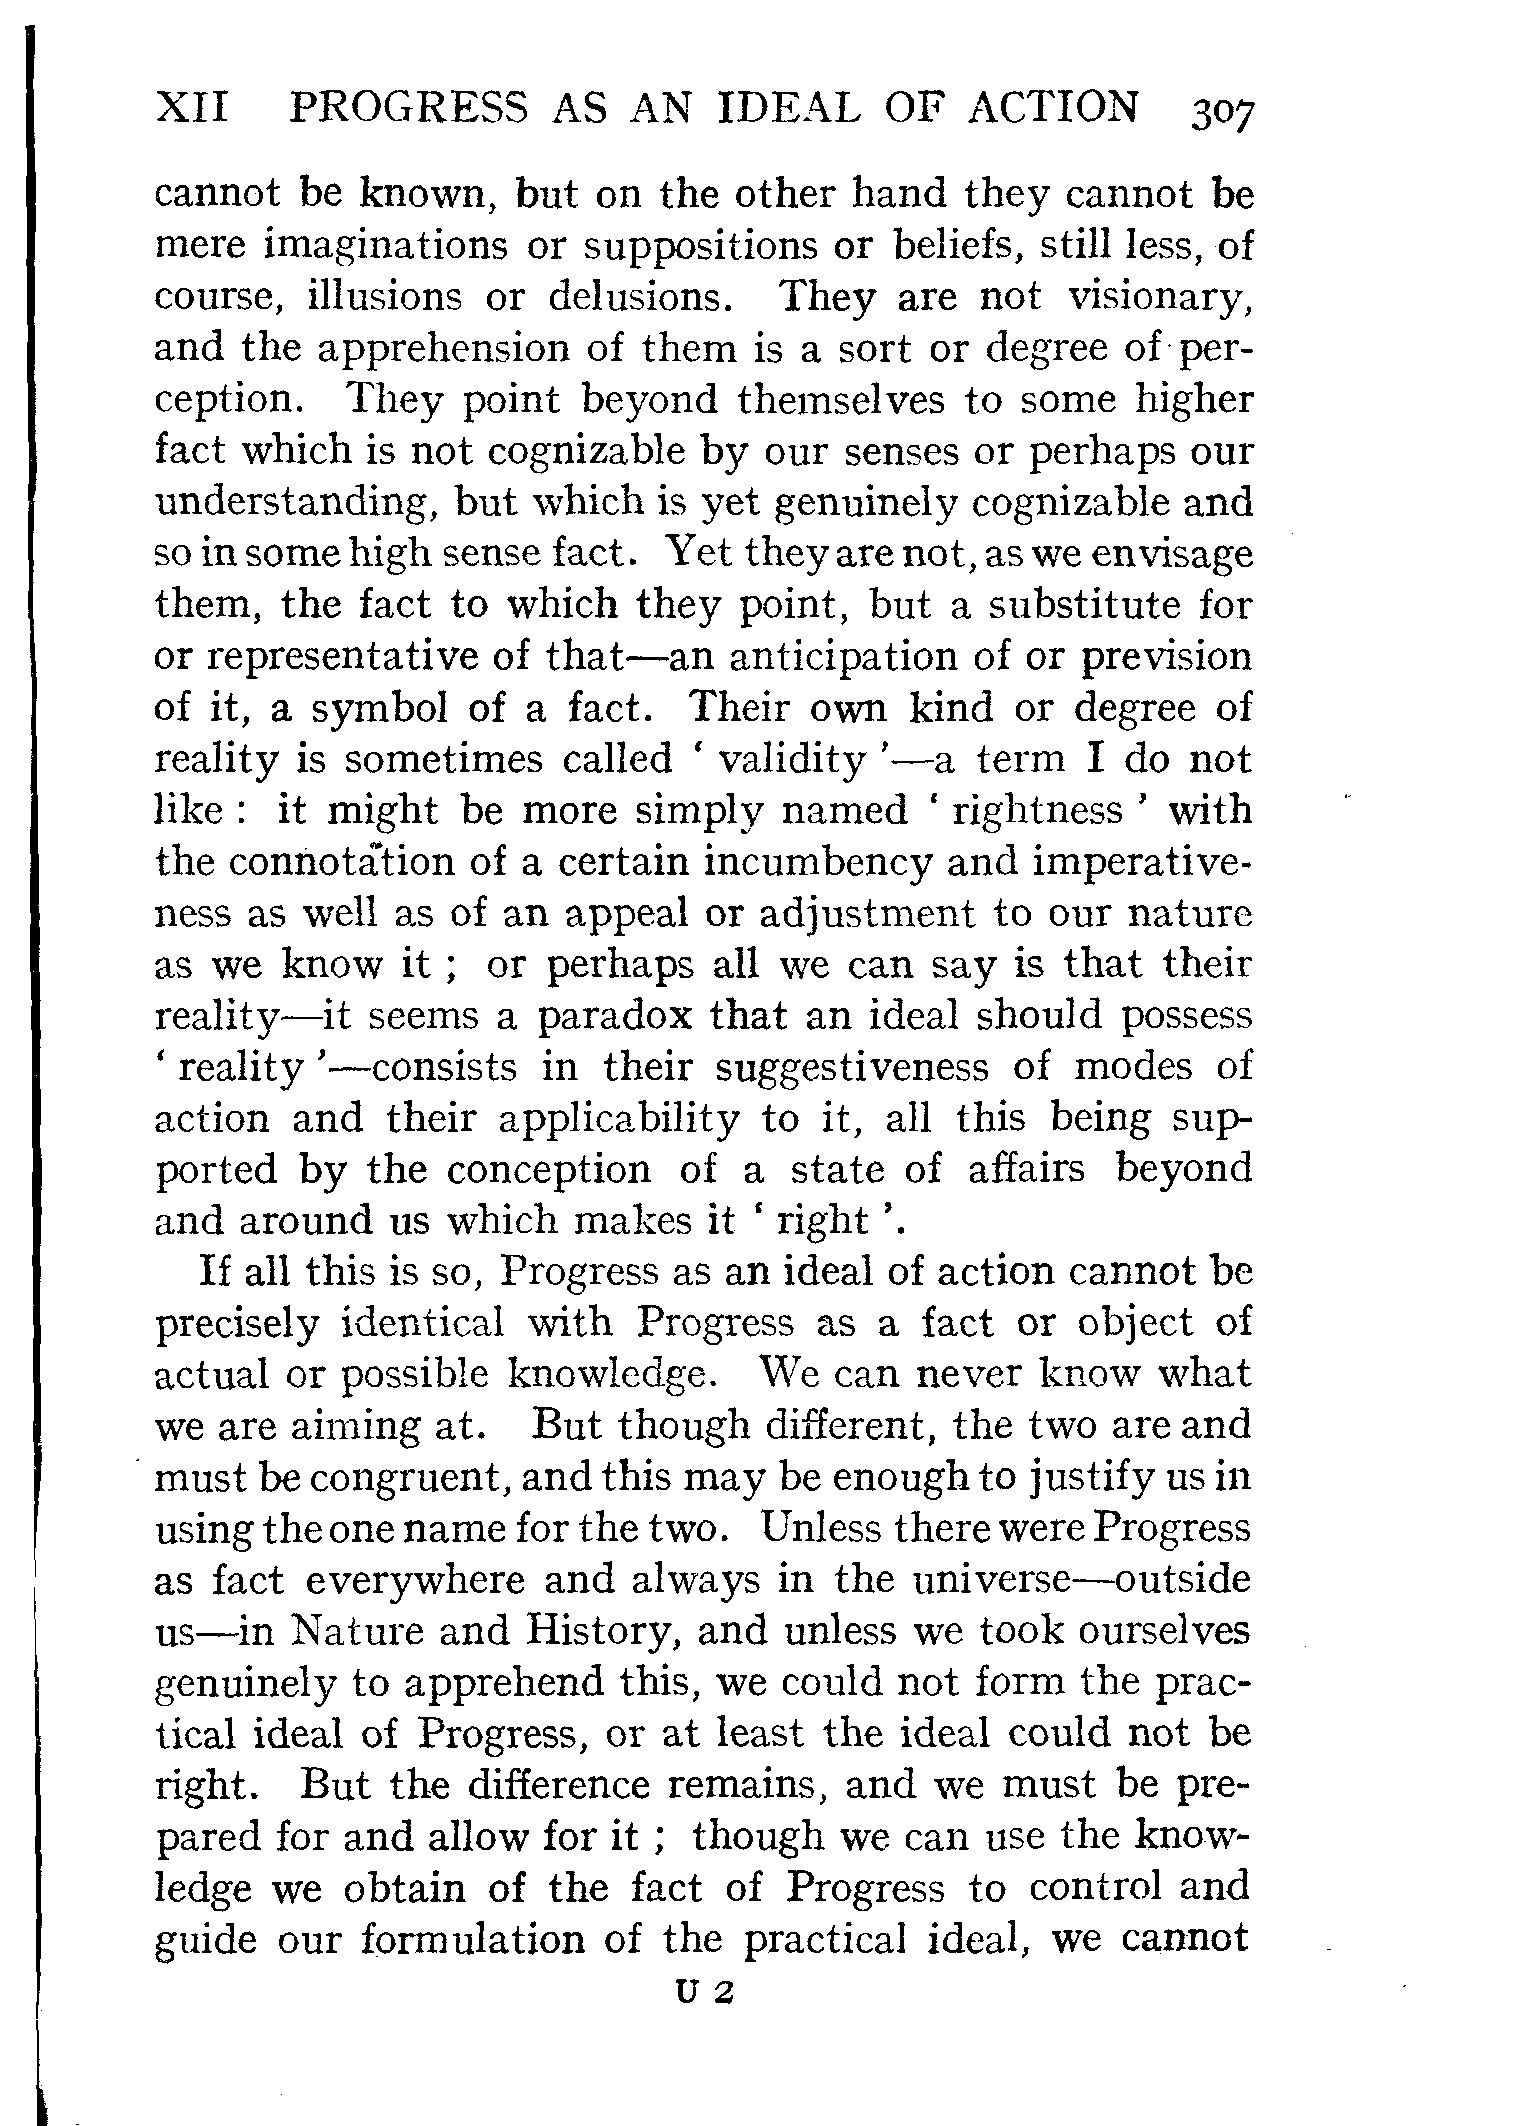 XII PROGRESS AS AN IDEAL OF ACTION 307
cannot be known, but on the other hand they cannot be
mere imaginations or suppositions or beliefs, still less, of
course, illusions or delusions. They are not visionary,
and the apprehension of them is a sort or degree of per-
ception. They point beyond themselves to some higher
fact which is not cognizable by our senses or perhaps our
understanding, but which is yet genuinely cognizable and
so in some high sense fact. Yet they are not, as we envisage
them, the fact to which they point, but a substitute for
or representative of that—an anticipation of or prevision
of it, a symbol of a fact. Their own kind or degree of
reality is sometimes called ‘ validity ’—a term I do not
like : it might be more simply named ‘ rightness ’ with
the connotation of a certain incumbency and imperative-
ness as well as of an appeal or adjustment to our nature
as we know it ; or perhaps all we can say is that their
reality—it seems a paradox that an ideal should possess
‘ reality ’—consists in their suggestiveness of modes of
action and their applicability to it, all this being sup-
ported by the conception of a state of affairs beyond
and around us which makes it ‘ right ’.
If all this is so, Progress as an ideal of action cannot be
precisely identical with Progress as a fact or object of
actual or possible knowledge. We can never know what
we are aiming at. But though different, the two are and
must be congruent, and this may be enough to justify us in
using the one name for the two. Unless there were Progress
as fact everywhere and always in the universe—outside
us—in Nature and History, and unless we took ourselves
genuinely to apprehend this, we could not form the prac-
tical ideal of Progress, or at least the ideal could not be
right. But the difference remains, and we must be pre-
pared for and allow for it ; though we can use the know-
ledge we obtain of the fact of Progress to control and
guide our formulation of the practical ideal, we cannot
U 2